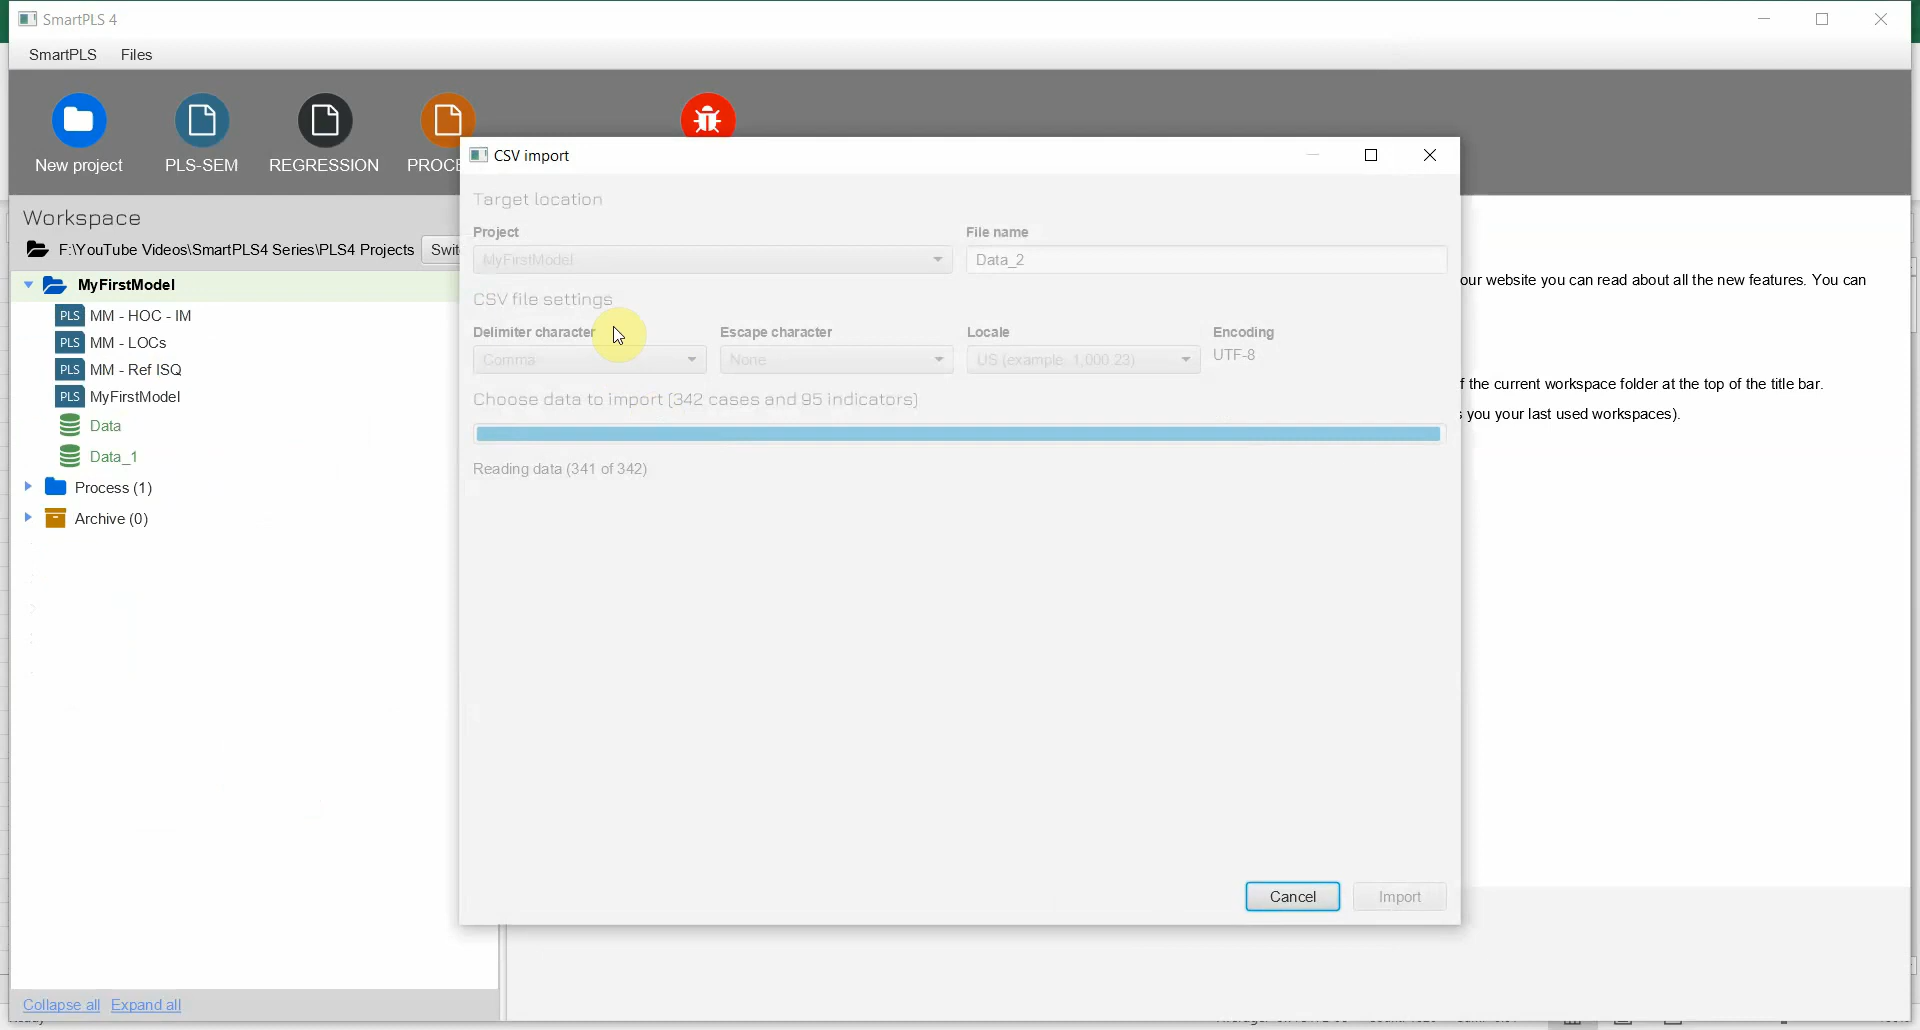 SmartPLS 4
SmartPLS Files
New project PLS-SEM REGRESSION
CSV import
Target location
Workspace
Project File name
F:\YouTube Videos\SmartPLS4 Series\PLS4 Projects
MyFirstModel Data_2
MyFirstModel
our website you can read about all the new features. You can
CSV file settings
PLS MM - HOC - IM
Delimiter character Escape character Locale Encoding
PLS MM - LOCs
Comma None US (example: 1,000.23) UTF-8
PLS MM - Ref ISQ
f the current workspace folder at the top of the title bar.
PLS MyFirstModel
Choose data to import (342 cases and 95 indicators)
you your last used workspaces).
Data
Data_1
Reading data (341 of 342)
Process (1)
Archive (0)
Cancel Import
Collapse all Expand all